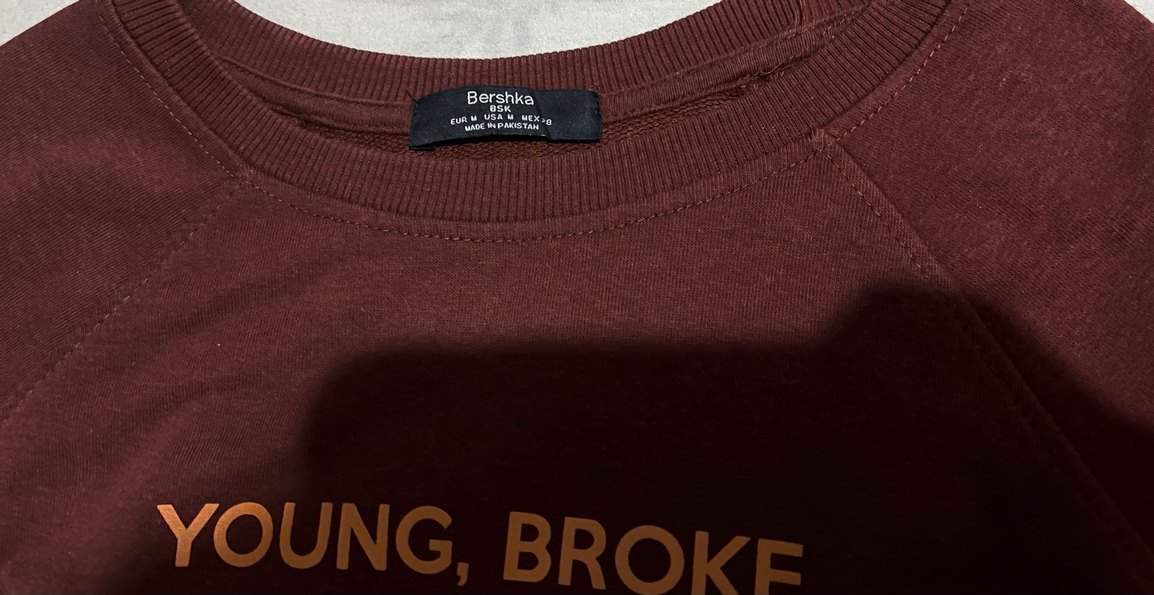 Bershka
BSK
EUR M USA M MEX 28
MADE IN PAKISTAN
YOUNG, BROKE